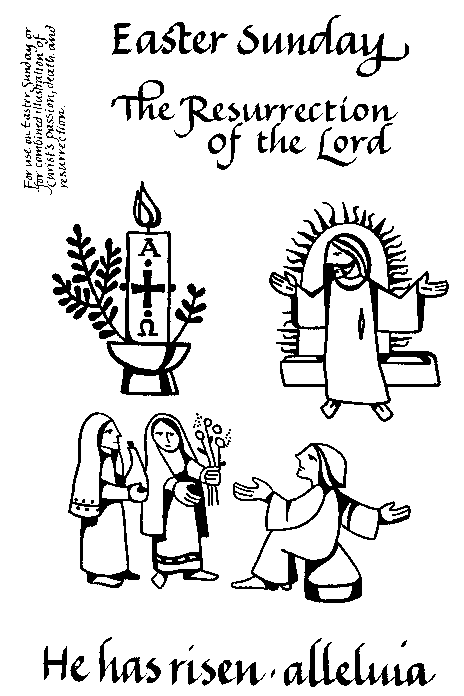 Easter Sunday
The Resurrection
of the Lord
For use on Easter Sunday or
for combined illustration of
Christ's passion, death and
resurrection.
A
Ω
He has risen · alleluia